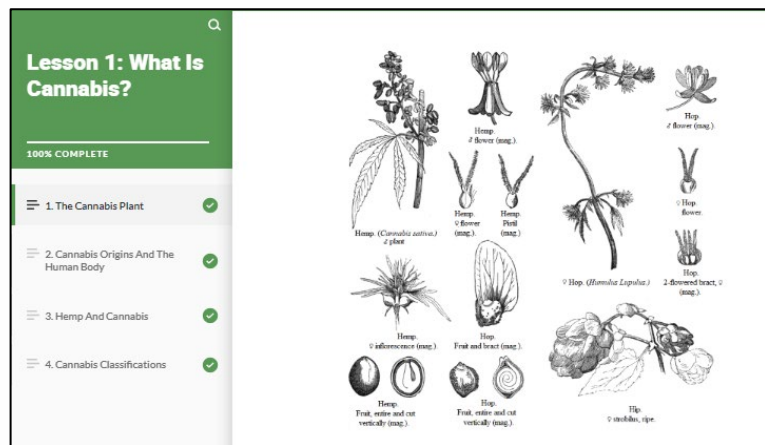 Lesson 1: What Is
Cannabis?
100% COMPLETE
1. The Cannabis Plant
2. Cannabis Origins And The
Human Body
3. Hemp And Cannabis
4. Cannabis Classifications
Hemp.
♂ flower (mag.).
Hop.
♂ flower (mag.).
Hemp. (Cannabis sativa.)
♂ plant
Hemp.
♀ flower
(mag.).
Hemp.
Pistil
(mag.)
♀ Hop.
flower.
Hop.
2-flowered bract, ♀
(mag.).
♀ Hop. (Humulus Lupulus.)
Hemp.
♀ inflorescence (mag.).
Hop.
Fruit and bract (mag.).
Hemp.
Fruit, entire and cut
vertically (mag.).
Hop.
Fruit, entire and cut
vertically (mag.).
Hip.
♀ strobilus, ripe.